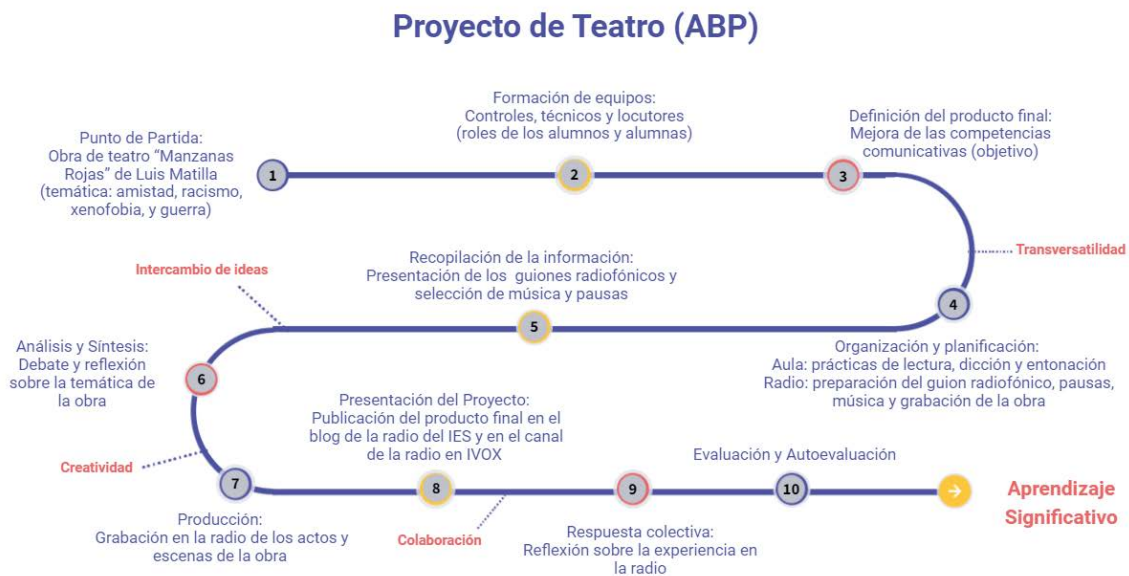 Proyecto de Teatro (ABP)
Punto de Partida:
Obra de teatro “Manzanas
Rojas” de Luis Matilla
(temática: amistad, racismo,
xenofobia, y guerra)
1
Formación de equipos:
Controles, técnicos y locutores
(roles de los alumnos y alumnas)
2
Definición del producto final:
Mejora de las competencias
comunicativas (objetivo)
3
Transversatilidad
4
Organización y planificación:
Aula: prácticas de lectura, dicción y entonación
Radio: preparación del guion radiofónico, pausas,
música y grabación de la obra
Recopilación de la información:
Presentación de los guiones radiofónicos y
selección de música y pausas
5
Intercambio de ideas
Análisis y Síntesis:
Debate y reflexión
sobre la temática de
la obra
6
Creatividad
7
Producción:
Grabación en la radio de los actos y
escenas de la obra
Presentación del Proyecto:
Publicación del producto final en el
blog de la radio del IES y en el canal
de la radio en IVOX
8
Colaboración
9
Respuesta colectiva:
Reflexión sobre la experiencia en
la radio
Evaluación y Autoevaluación
10
Aprendizaje
Significativo